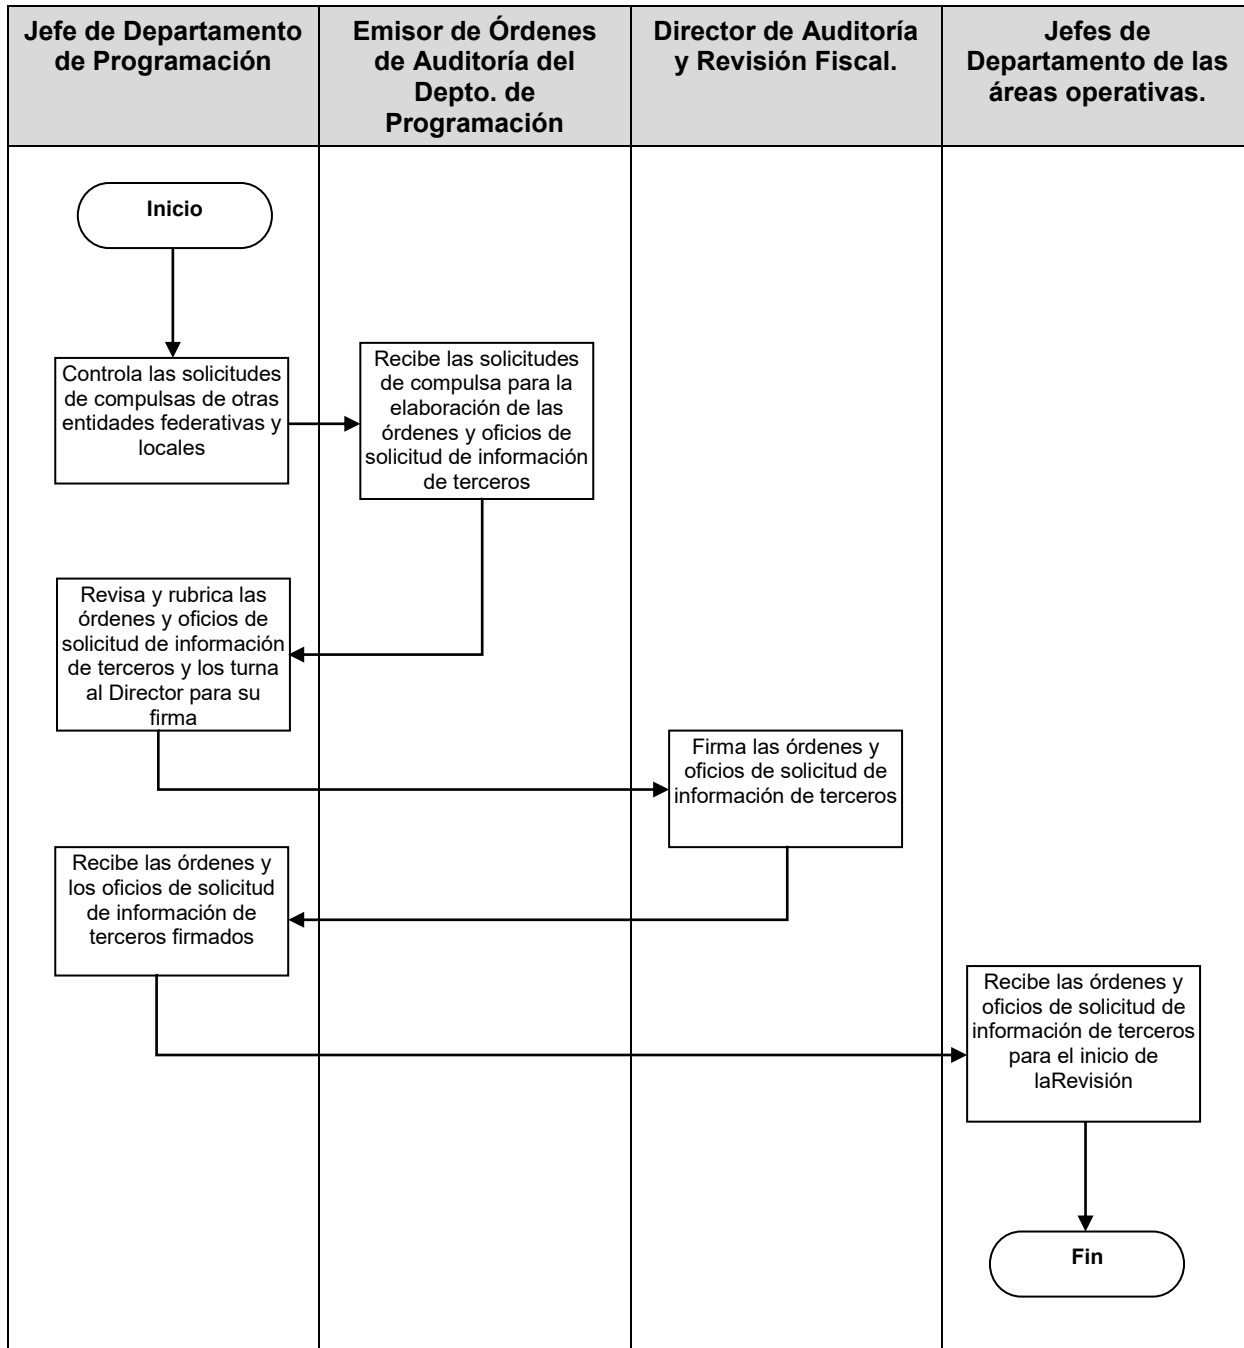 Jefe de Departamento
de Programación
Emisor de Órdenes
de Auditoría del
Depto. de
Programación
Director de Auditoría
y Revisión Fiscal.
Jefes de
Departamento de las
áreas operativas.
Inicio
Controla las solicitudes
de compulsas de otras
entidades federativas y
locales
Recibe las solicitudes
de compulsa para la
elaboración de las
órdenes y oficios de
solicitud de información
de terceros
Revisa y rubrica las
órdenes y oficios de
solicitud de información
de terceros y los turna
al Director para su
firma
Firma las órdenes y
oficios de solicitud de
información de terceros
Recibe las órdenes y
los oficios de solicitud
de información de
terceros firmados
Recibe las órdenes y
oficios de solicitud de
información de terceros
para el inicio de
laRevisión
Fin